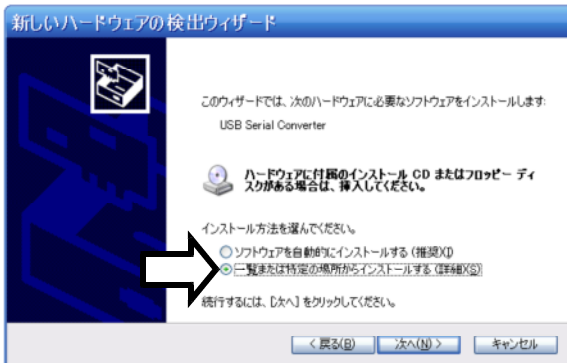 新しいハードウェアの検出ウィザード
このウィザードでは、次のハードウェアに必要なソフトウェアをインストールします:
USB Serial Converter
ハードウェアに付属のインストール CD またはフロッピー ディ
スクがある場合は、挿入してください。
インストール方法を選んでください。
ソフトウェアを自動的にインストールする (推奨)(I)
一覧または特定の場所からインストールする (詳細)(S)
続行するには、[次へ] をクリックしてください。
< 戻る(B)　次へ(N) >　キャンセル